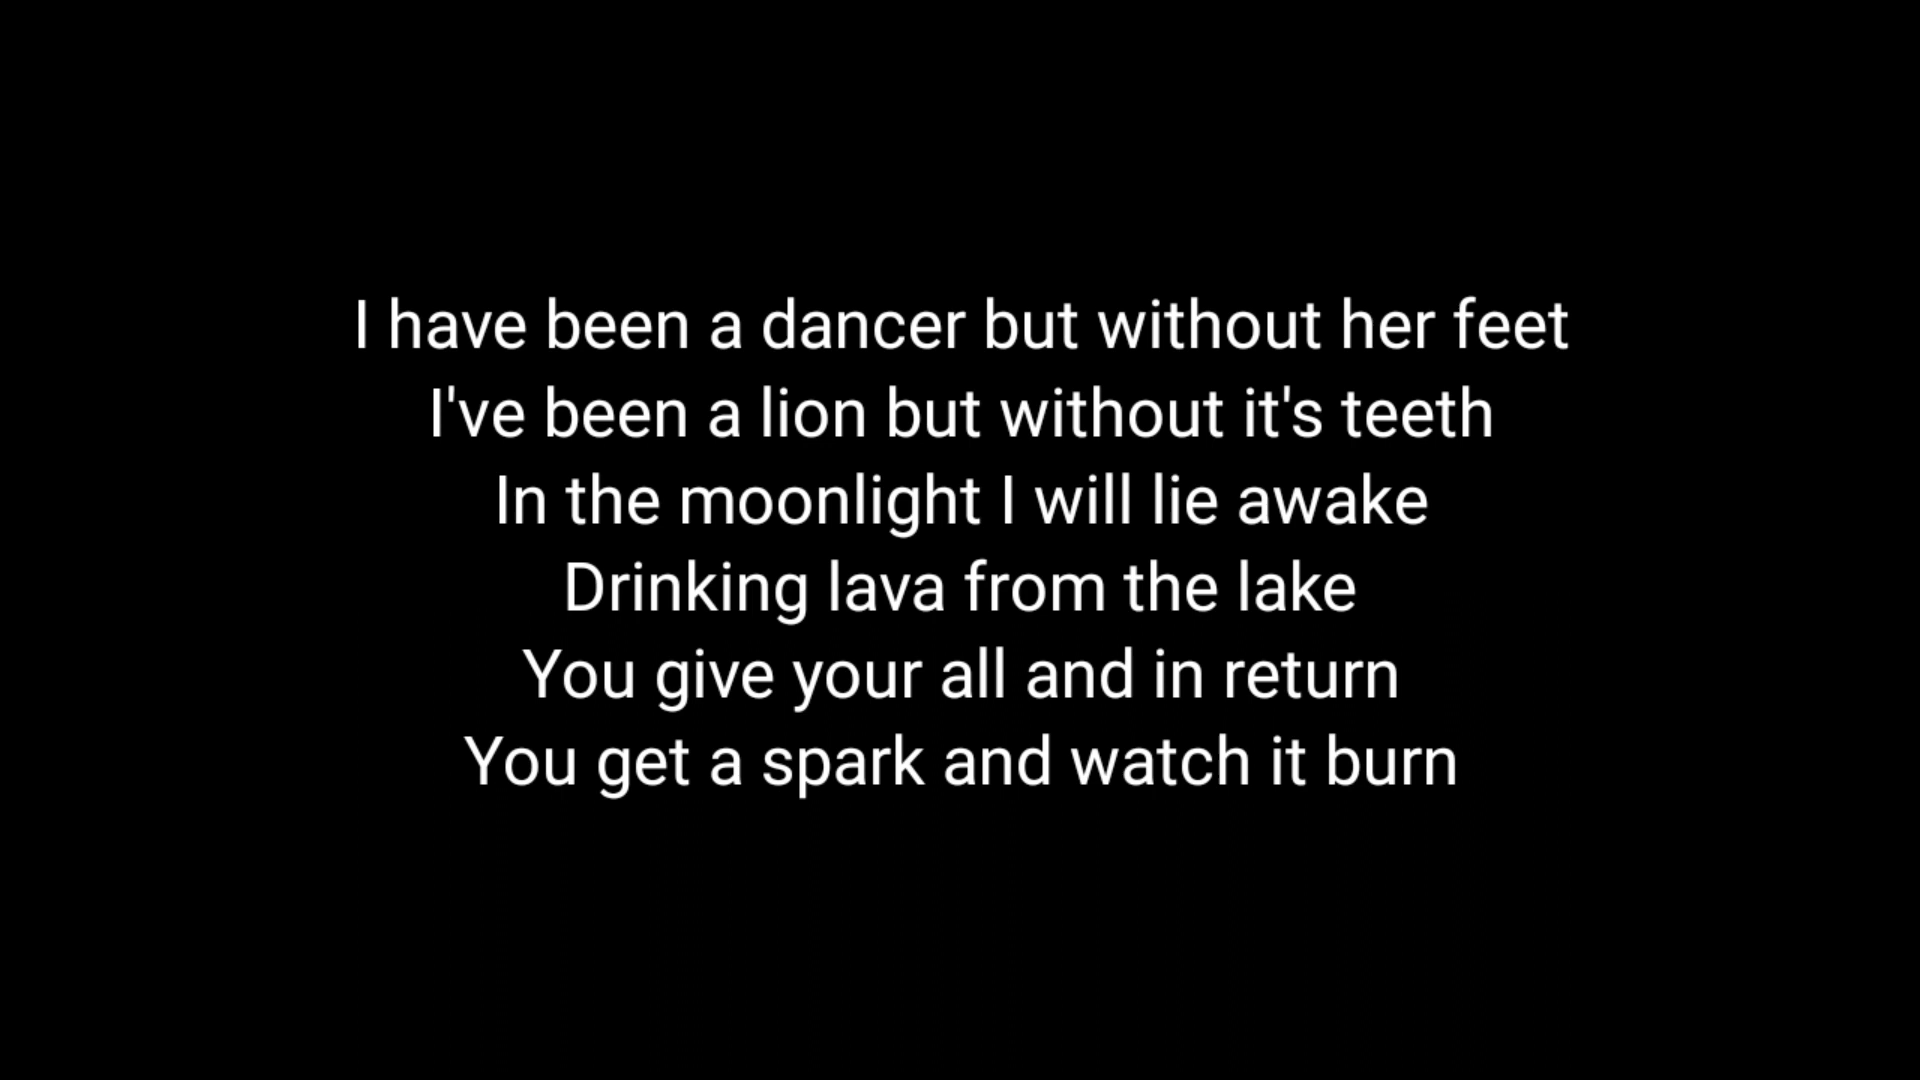 I have been a dancer but without her feet
I've been a lion but without it's teeth
In the moonlight I will lie awake
Drinking lava from the lake
You give your all and in return
You get a spark and watch it burn